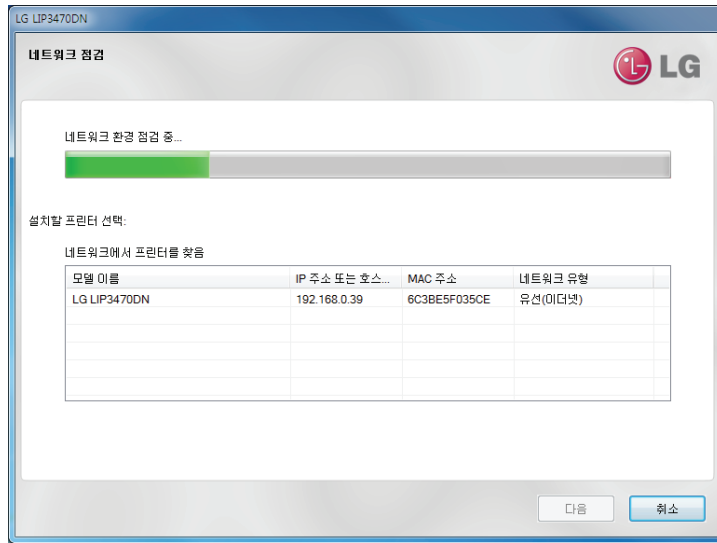 LG LIP3470DN
네트워크 점검
LG
네트워크 환경 점검 중...
설치할 프린터 선택:
네트워크에서 프린터를 찾음
모델 이름 IP 주소 또는 호스... MAC 주소 네트워크 유형
LG LIP3470DN 192.168.0.39 6C3BE5F035CE 유선(이더넷)
다음 취소